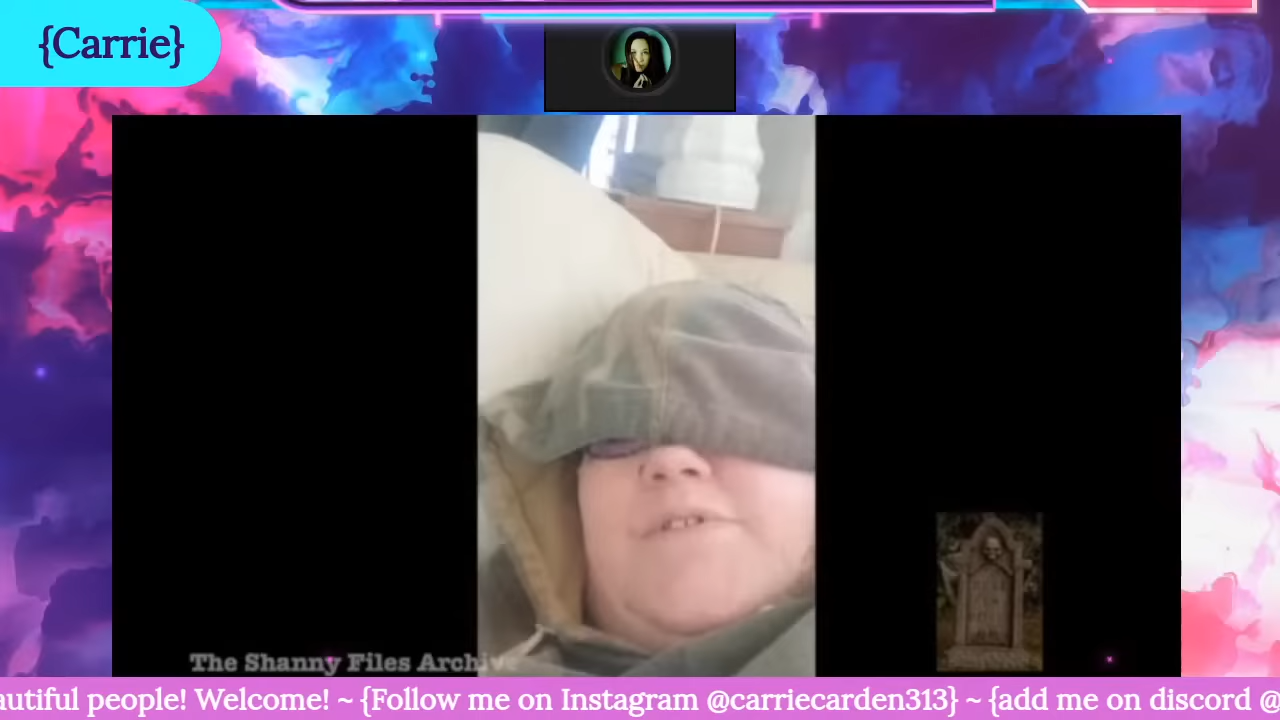 {Carrie}
The Shanny Files Archive
autiful people! Welcome! ~ {Follow me on Instagram @carriecarden313} ~ {add me on discord @